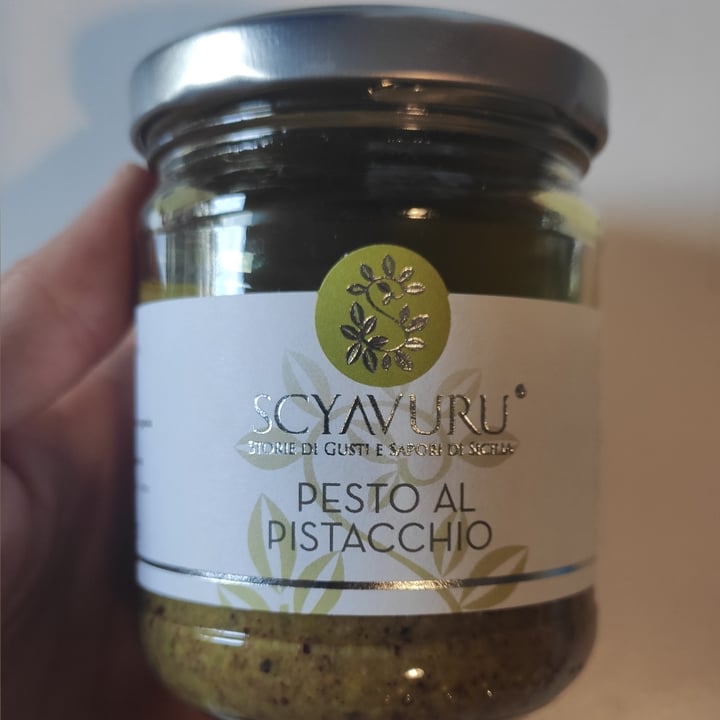 SCYAVURU®
STORIE DI GUSTI E SAPORI DI SICILIA
PESTO AL
PISTACCHIO